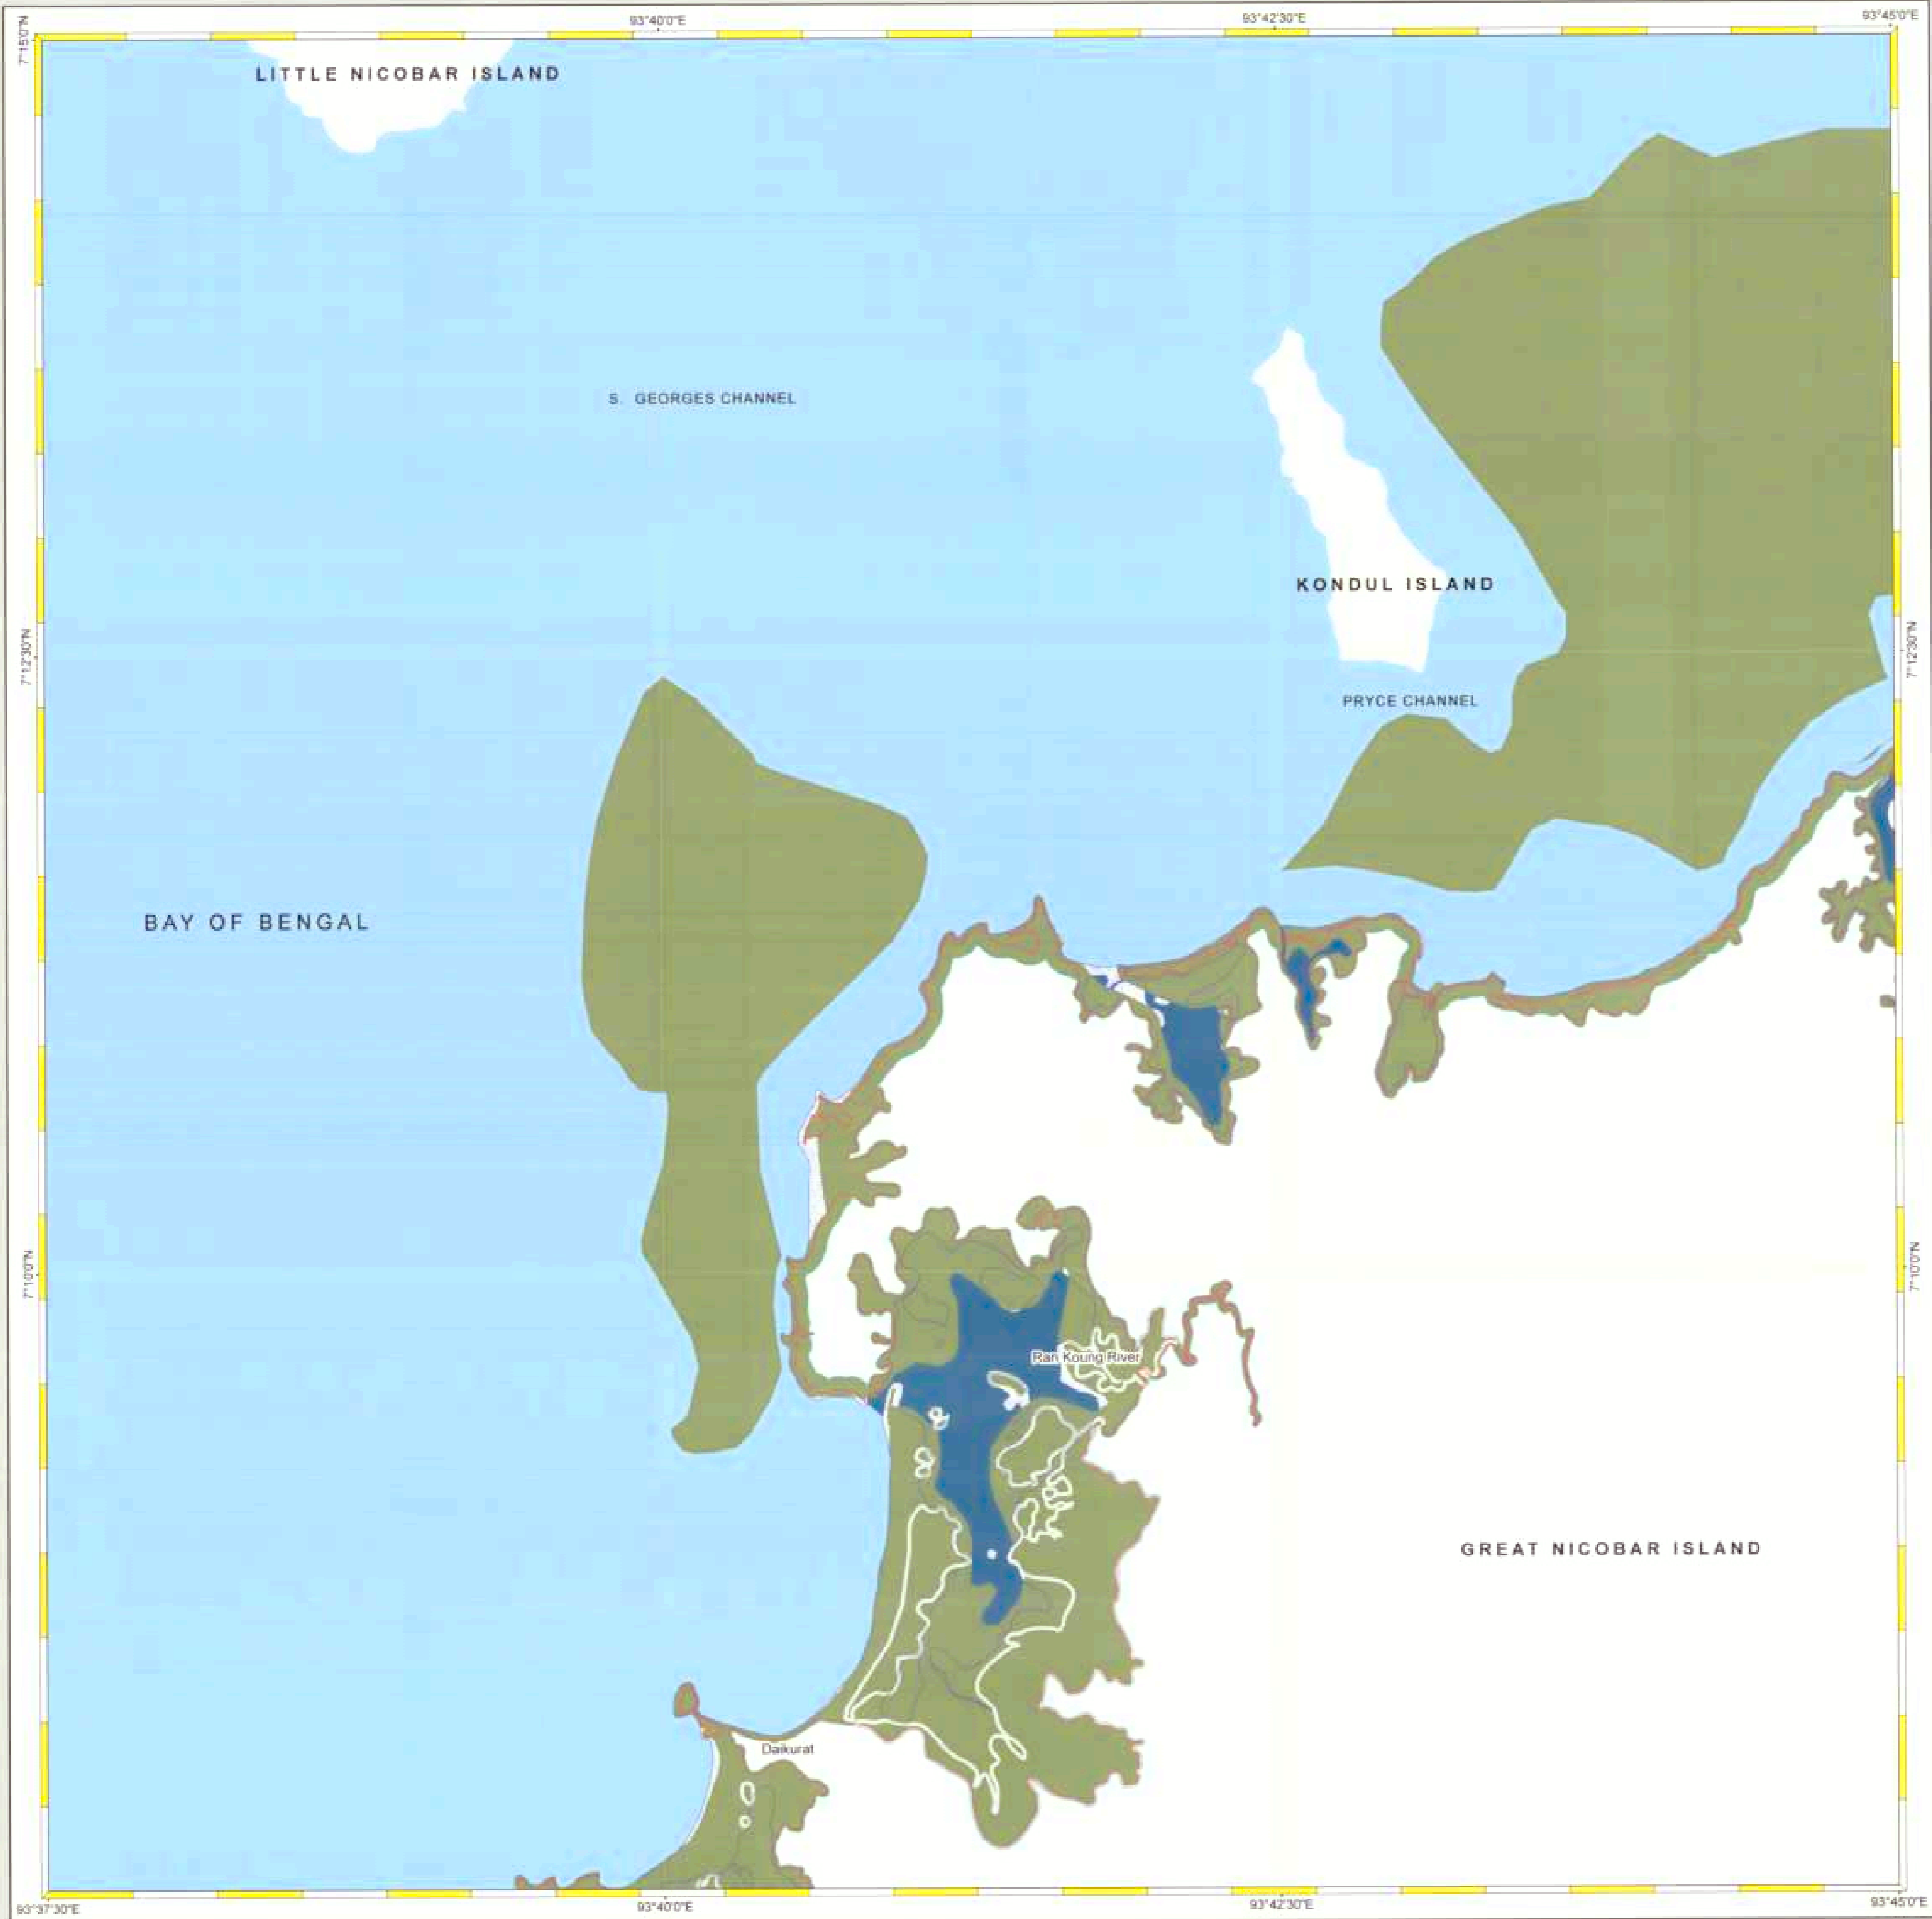 93°40'0"E
93°42'30"E
93°45'0"E
7°15'0"N
LITTLE NICOBAR ISLAND
S. GEORGES CHANNEL
KONDUL ISLAND
7°12'30"N
7°12'30"N
PRYCE CHANNEL
BAY OF BENGAL
7°10'0"N
7°10'0"N
Ran Koung River
GREAT NICOBAR ISLAND
Daikurat
93°37'30"E
93°40'0"E
93°42'30"E
93°45'0"E